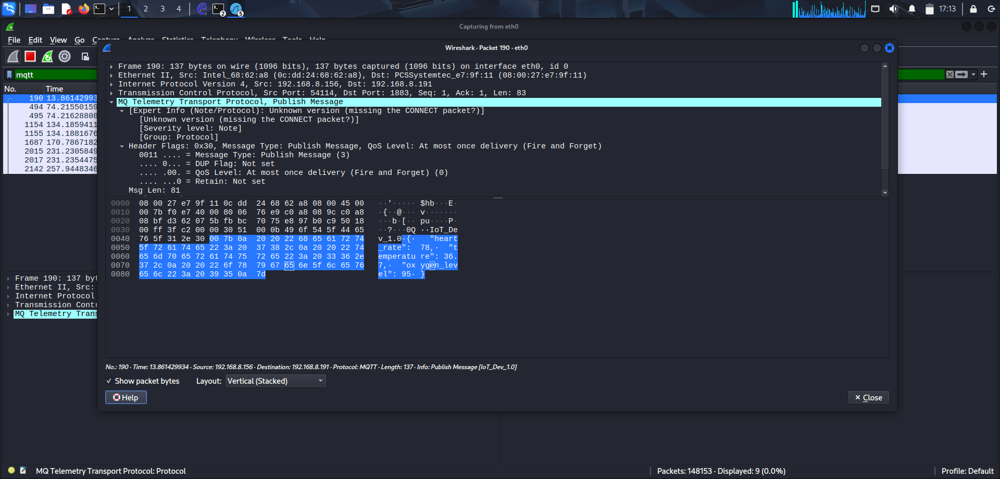 1 2 3 4 2 5 17:13
Capturing from eth0
File Edit View Go Capture Analyze Statistics Telephony Wireless Tools Help
Wireshark · Packet 190 · eth0
mqtt
No. Time
190 13.861429934
494 74.21550159
495 74.21628808
1154 134.1859411
1155 134.1881676
1687 170.7867182
2015 231.2305849
2017 231.2354475
2142 257.9448346
Frame 190: 137 bytes on wire (1096 bits), 137 bytes captured (1096 bits) on interface eth0, id 0
Ethernet II, Src: Intel_68:62:a8 (0c:dd:24:68:62:a8), Dst: PCSSystemtec_e7:9f:11 (08:00:27:e7:9f:11)
Internet Protocol Version 4, Src: 192.168.8.156, Dst: 192.168.8.191
Transmission Control Protocol, Src Port: 54114, Dst Port: 1883, Seq: 1, Ack: 1, Len: 83
MQ Telemetry Transport Protocol, Publish Message
[Expert Info (Note/Protocol): Unknown version (missing the CONNECT packet?)]
[Unknown version (missing the CONNECT packet?)]
[Severity level: Note]
[Group: Protocol]
Header Flags: 0x30, Message Type: Publish Message, QoS Level: At most once delivery (Fire and Forget)
0011 .... = Message Type: Publish Message (3)
.... 0... = DUP Flag: Not set
.... .00. = QoS Level: At most once delivery (Fire and Forget) (0)
.... ...0 = Retain: Not set
Msg Len: 81
0000 08 00 27 e7 9f 11 0c dd 24 68 62 a8 08 00 45 00 ··'····· $hb···E·
0010 00 7b f0 e7 40 00 80 06 76 e9 c0 a8 08 9c c0 a8 ·{··@··· v·······
0020 08 bf d3 62 07 5b fb bc 70 75 e8 97 b0 c9 50 18 ···b·[·· pu····P·
0030 00 ff 3f c2 00 00 30 51 00 0b 49 6f 54 5f 44 65 ··?···0Q ··IoT_De
0040 76 5f 31 2e 30 00 7b 0a 20 20 22 68 65 61 72 74 v_1.0·{·   "heart
0050 5f 72 61 74 65 22 3a 20 37 38 2c 0a 20 20 22 74 _rate":  78,·  "t
0060 65 6d 70 65 72 61 74 75 72 65 22 3a 20 33 36 2e emperatu re": 36.
0070 37 2c 0a 20 20 22 6f 78 79 67 65 6e 5f 6c 65 76 7,·  "ox ygen_lev
0080 65 6c 22 3a 20 39 35 0a 7d el": 95· }
Frame 190: 137 byt
Ethernet II, Src:
Internet Protocol
Transmission Contr
MQ Telemetry Trans
No.: 190 · Time: 13.861429934 · Source: 192.168.8.156 · Destination: 192.168.8.191 · Protocol: MQTT · Length: 137 · Info: Publish Message [IoT_Dev_1.0]
Show packet bytes Layout: Vertical (Stacked)
Help Close
MQ Telemetry Transport Protocol: Protocol Packets: 148153 · Displayed: 9 (0.0%) Profile: Default